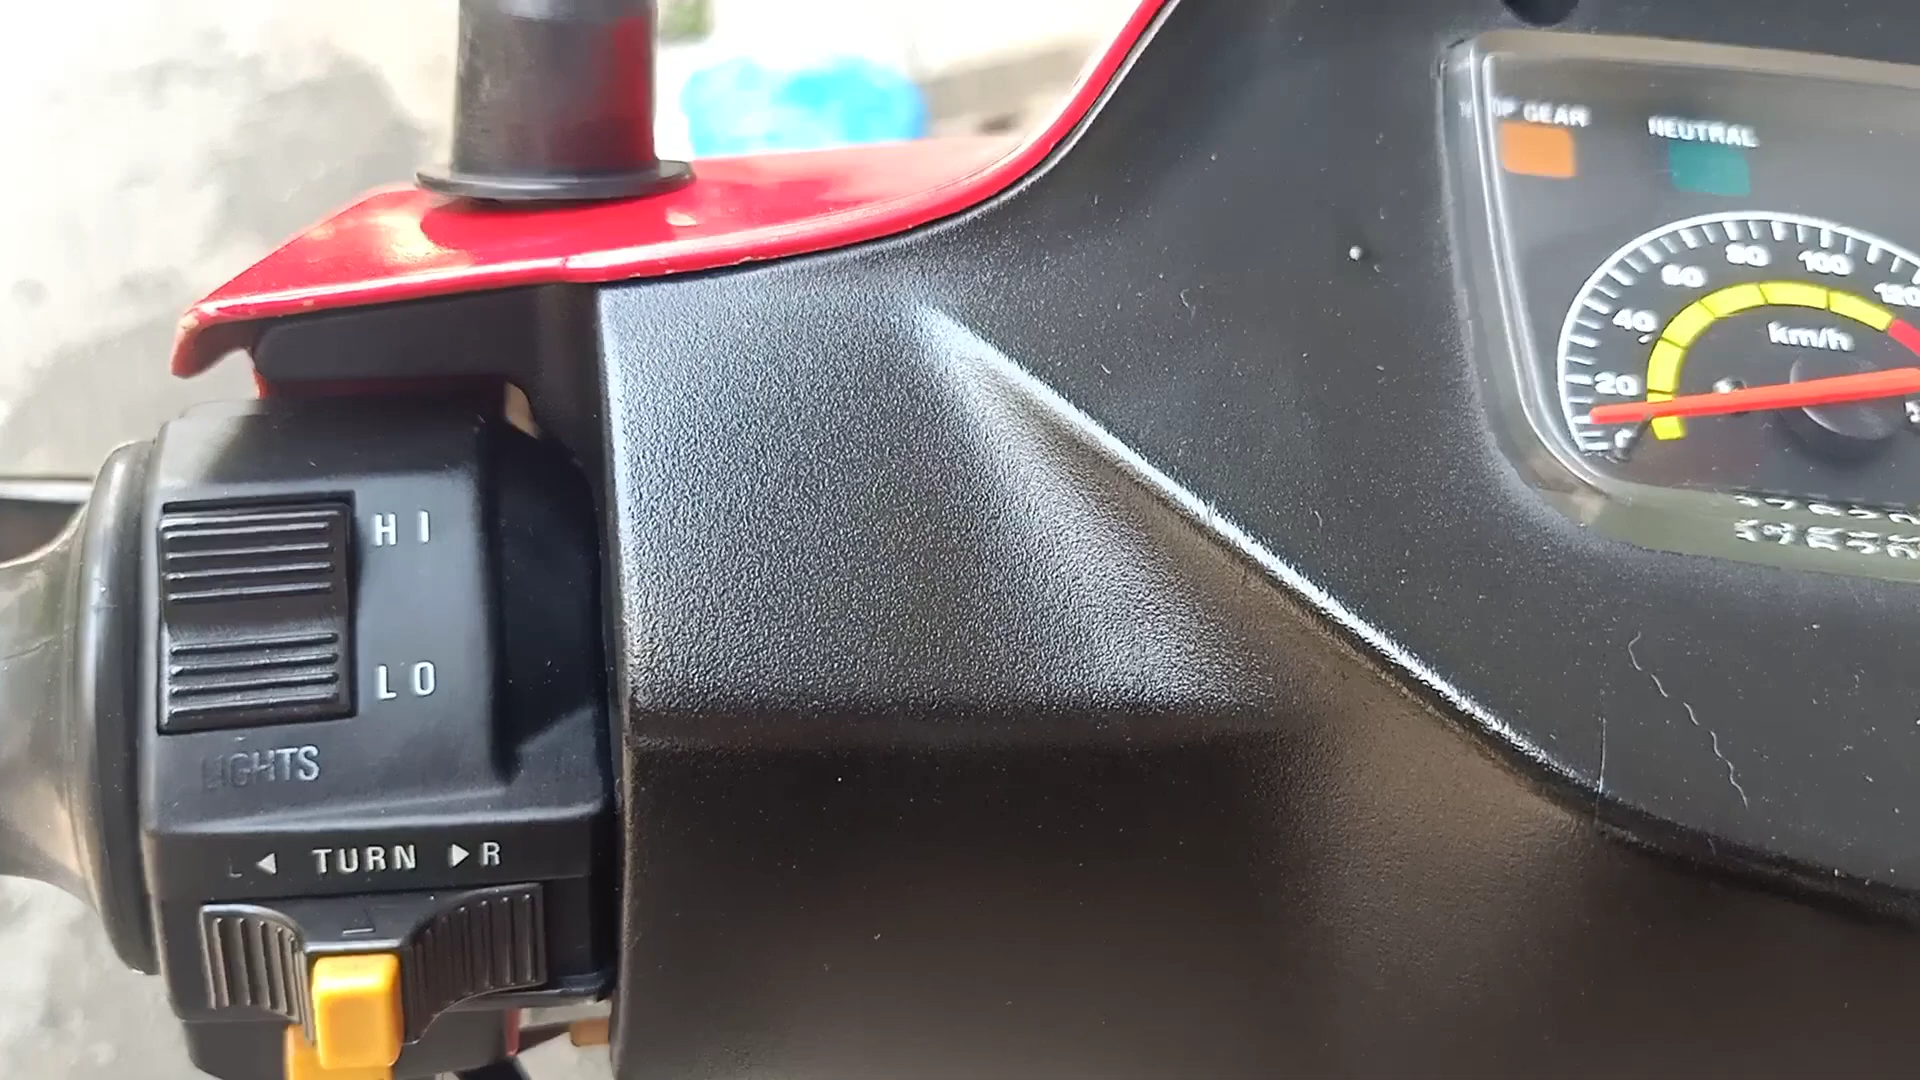 TOP GEAR
NEUTRAL
20
40
60
80
100
120
km/h
HI
LO
LIGHTS
L ◄ TURN ► R